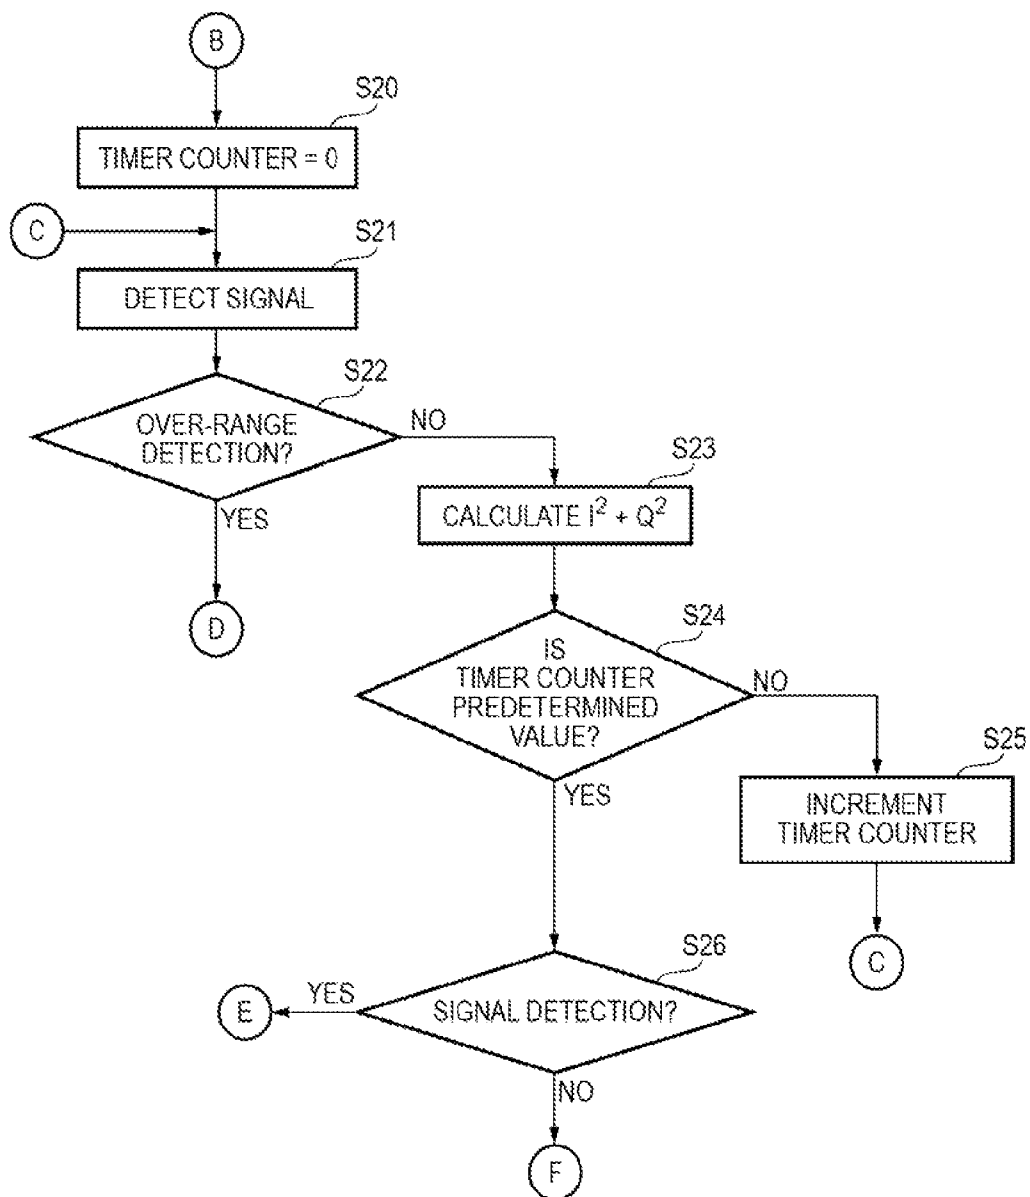 B
S20
TIMER COUNTER = 0
C
S21
DETECT SIGNAL
S22
OVER-RANGE
DETECTION?
NO
YES
D
S23
CALCULATE I² + Q²
S24
IS
TIMER COUNTER
PREDETERMINED
VALUE?
NO
YES
S25
INCREMENT
TIMER COUNTER
C
S26
SIGNAL DETECTION?
YES
E
NO
F